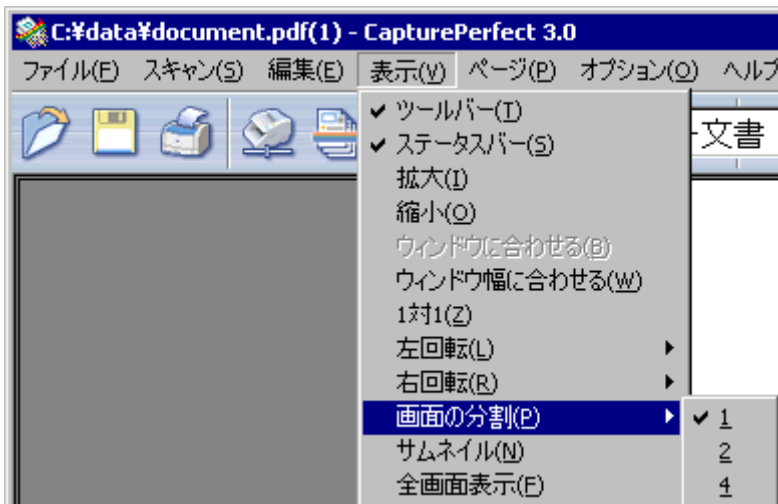 C:¥data¥document.pdf(1) - CapturePerfect 3.0
ファイル(F) スキャン(S) 編集(E) 表示(V) ページ(P) オプション(O) ヘルプ
文書
✔ ツールバー(T)
✔ ステータスバー(S)
拡大(I)
縮小(O)
ウィンドウに合わせる(B)
ウィンドウ幅に合わせる(W)
1対1(Z)
左回転(L)
右回転(R)
画面の分割(P)
✔ 1
サムネイル(N)
2
全画面表示(F)
4